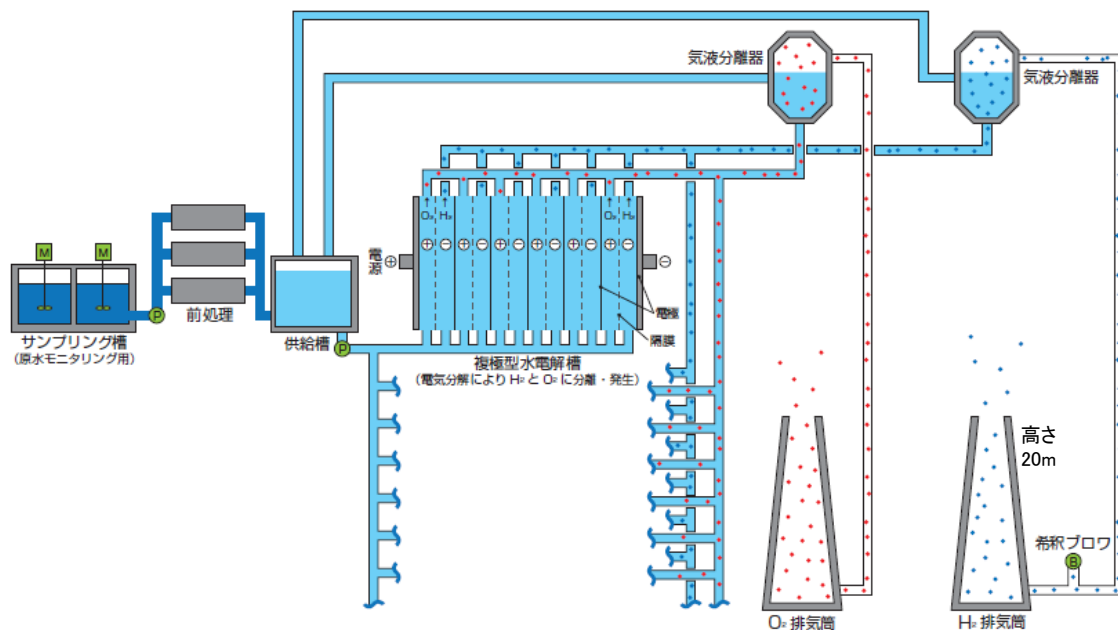 気液分離器
気液分離器
O₂ H₂
O₂ H₂
⊕ ⊖ ⊕ ⊖ ⊕ ⊖ ⊕ ⊖ ⊕ ⊖ ⊕ ⊖
電源
⊕
⊖
M
M
P
前処理
サンプリング槽
(原水モニタリング用)
供給槽
P
電極
隔膜
複極型水電解槽
(電気分解により H₂ と O₂ に分離・発生)
高さ
20m
希釈ブロワ
B
O₂ 排気筒
H₂ 排気筒